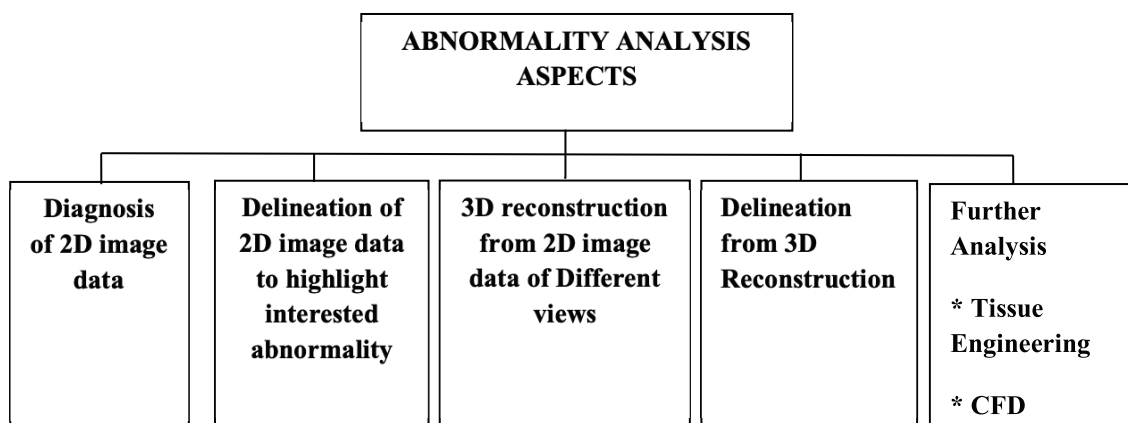 ABNORMALITY ANALYSIS
ASPECTS
Diagnosis
of 2D image
data
Delineation of
2D image data
to highlight
interested
abnormality
3D reconstruction
from 2D image
data of Different
views
Delineation
from 3D
Reconstruction
Further
Analysis
* Tissue
Engineering
* CFD